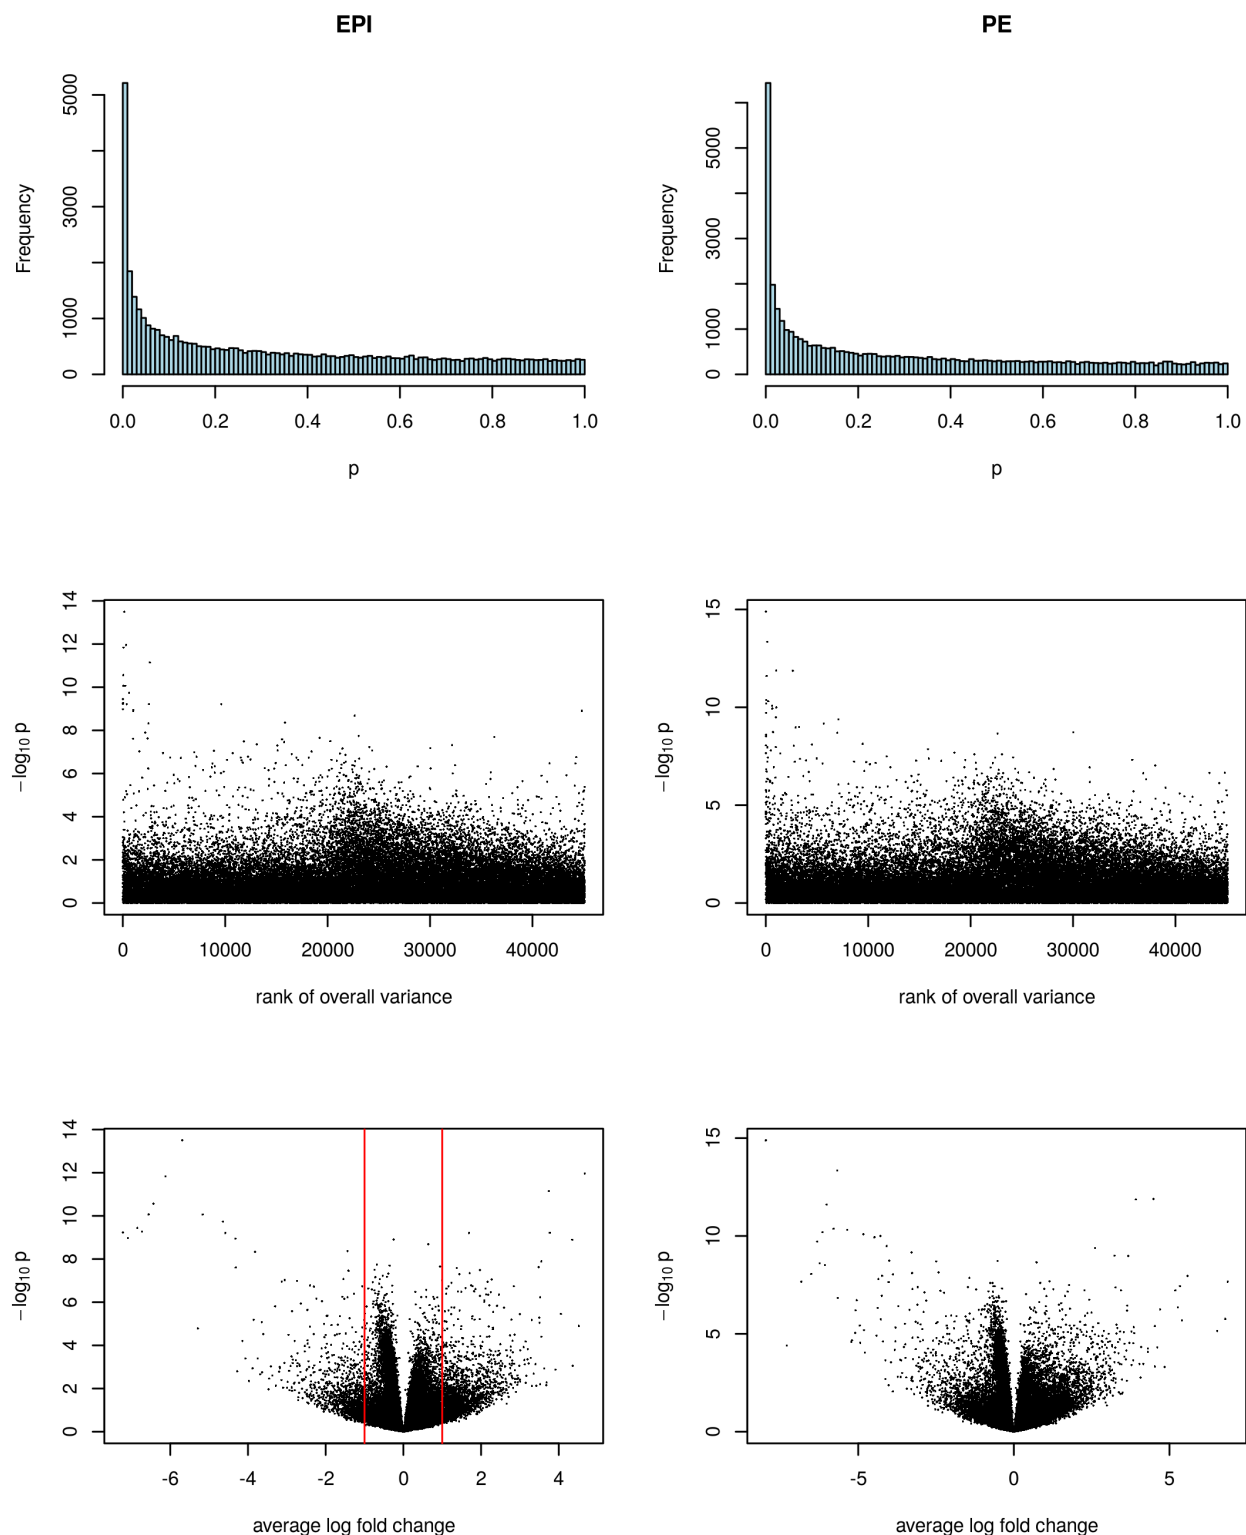 EPI
PE
Frequency
5000
3000
1000
0
0.0 0.2 0.4 0.6 0.8 1.0
p
Frequency
5000
3000
1000
0
0.0 0.2 0.4 0.6 0.8 1.0
p
−log10 p
14
12
10
8
6
4
2
0
0 10000 20000 30000 40000
rank of overall variance
−log10 p
15
10
5
0
0 10000 20000 30000 40000
rank of overall variance
−log10 p
14
12
10
8
6
4
2
0
-6 -4 -2 0 2 4
average log fold change
−log10 p
15
10
5
0
-5 0 5
average log fold change